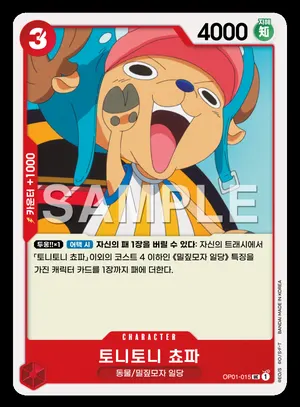 3
4000
지혜
知
카운터 +1000
SAMPLE
두웅!!×1 어택 시 자신의 패 1장을 버릴 수 있다: 자신의 트래시에서
「토니토니 쵸파」이외의 코스트 4 이하인 《밀짚모자 일당》 특징을
가진 캐릭터 카드를 1장까지 패에 더한다.
CHARACTER
토니토니 쵸파
동물/밀짚모자 일당
OP01-015 UC 1
BANDAI·MADE IN KOREA